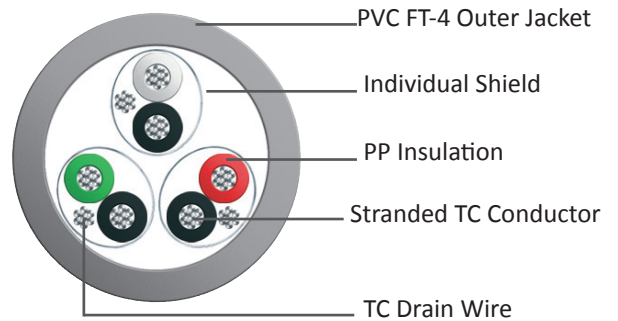 PVC FT-4 Outer Jacket
Individual Shield
PP Insulation
Stranded TC Conductor
TC Drain Wire